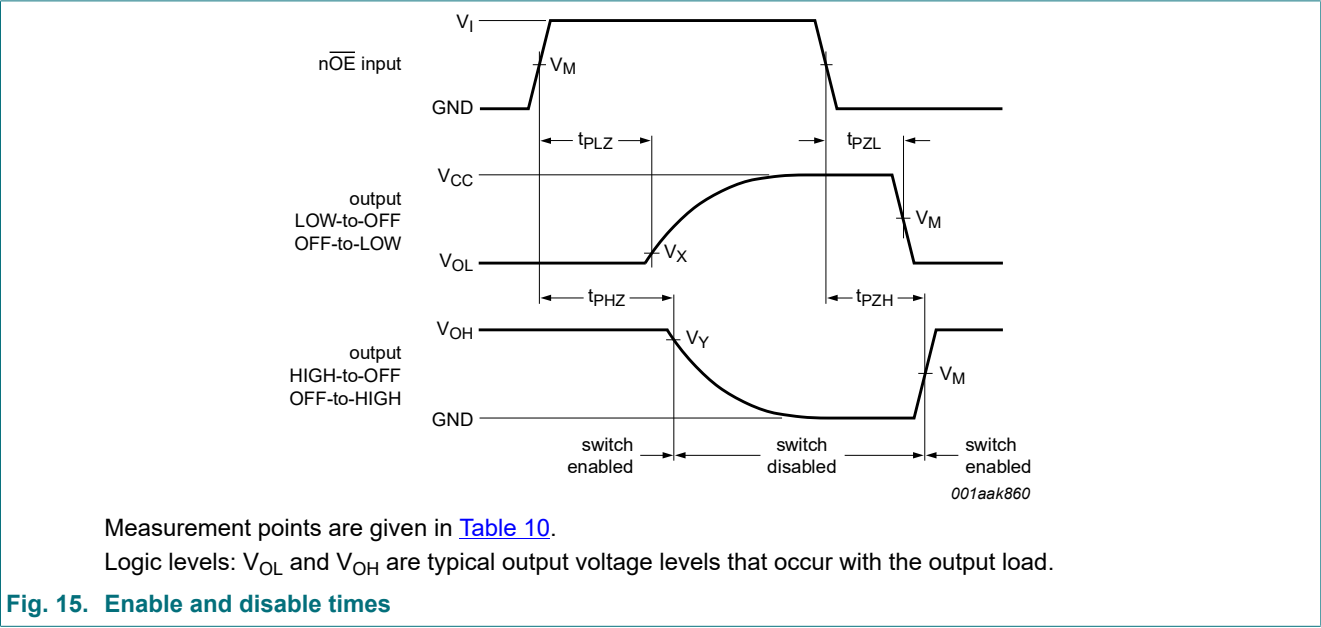 V_I
nOE input
V_M
GND
t_PLZ
t_PZL
V_CC
output
LOW-to-OFF
OFF-to-LOW
V_M
V_X
V_OL
t_PHZ
t_PZH
V_OH
V_Y
output
HIGH-to-OFF
OFF-to-HIGH
V_M
GND
switch
enabled
switch
disabled
switch
enabled
001aak860
Measurement points are given in Table 10.
Logic levels: V_OL and V_OH are typical output voltage levels that occur with the output load.
Fig. 15. Enable and disable times